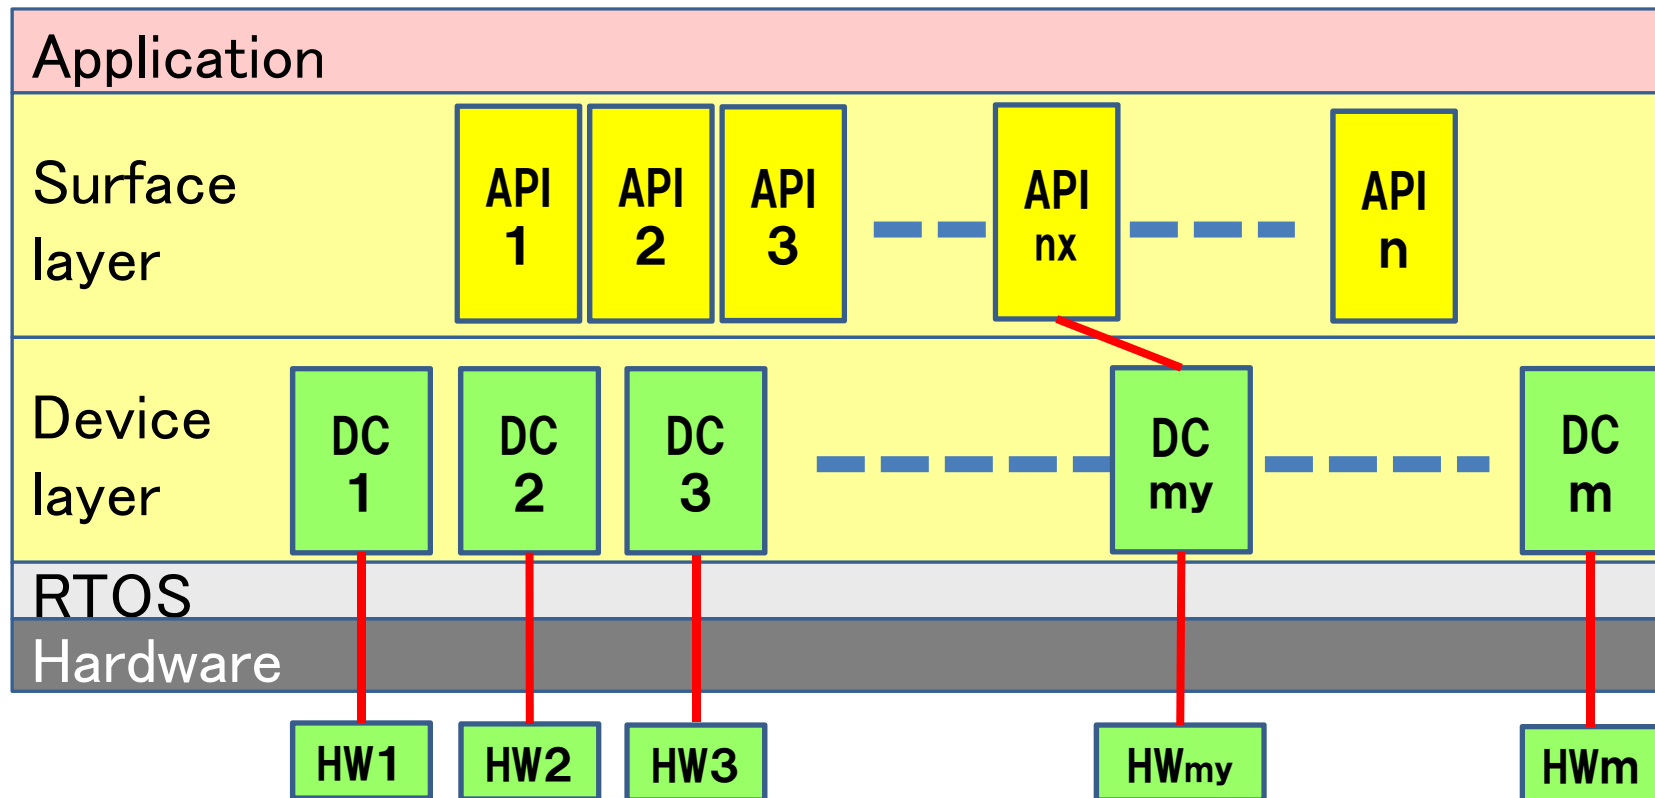 Application
Surface
layer
API
1
API
2
API
3
API
nx
API
n
Device
layer
DC
1
DC
2
DC
3
DC
my
DC
m
RTOS
Hardware
HW1
HW2
HW3
HWmy
HWm